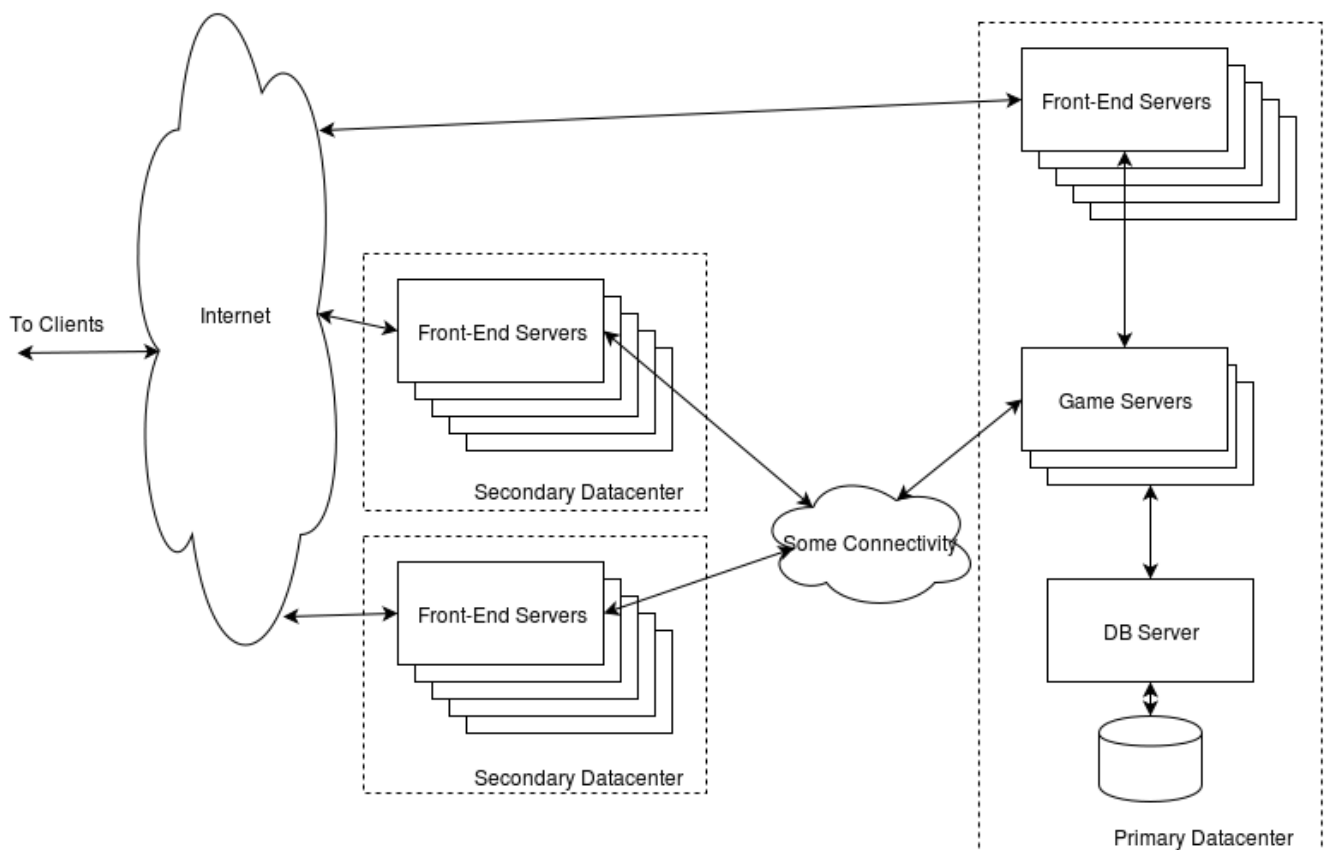 Front-End Servers
To Clients
Internet
Front-End Servers
Game Servers
Secondary Datacenter
Some Connectivity
Front-End Servers
DB Server
Secondary Datacenter
Primary Datacenter